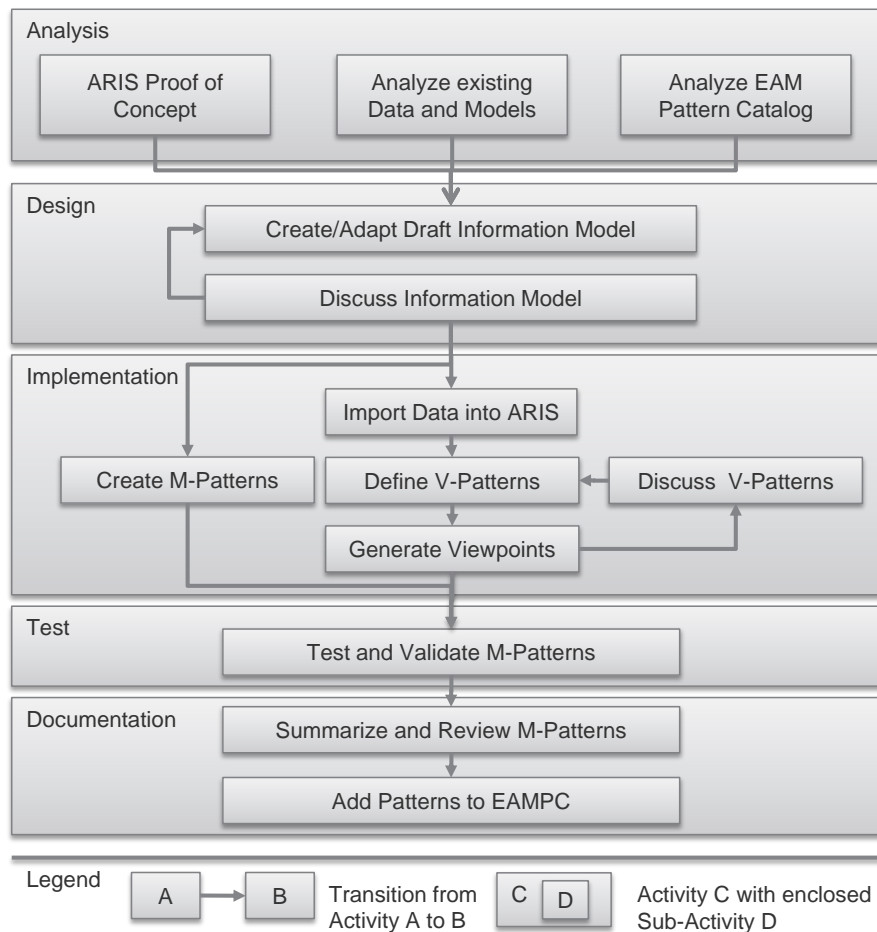 Analysis
ARIS Proof of
Concept
Analyze existing
Data and Models
Analyze EAM
Pattern Catalog
Design
Create/Adapt Draft Information Model
Discuss Information Model
Implementation
Import Data into ARIS
Create M-Patterns
Define V-Patterns
Discuss V-Patterns
Generate Viewpoints
Test
Test and Validate M-Patterns
Documentation
Summarize and Review M-Patterns
Add Patterns to EAMPC
Legend
A
B
Transition from
Activity A to B
C
D
Activity C with enclosed
Sub-Activity D